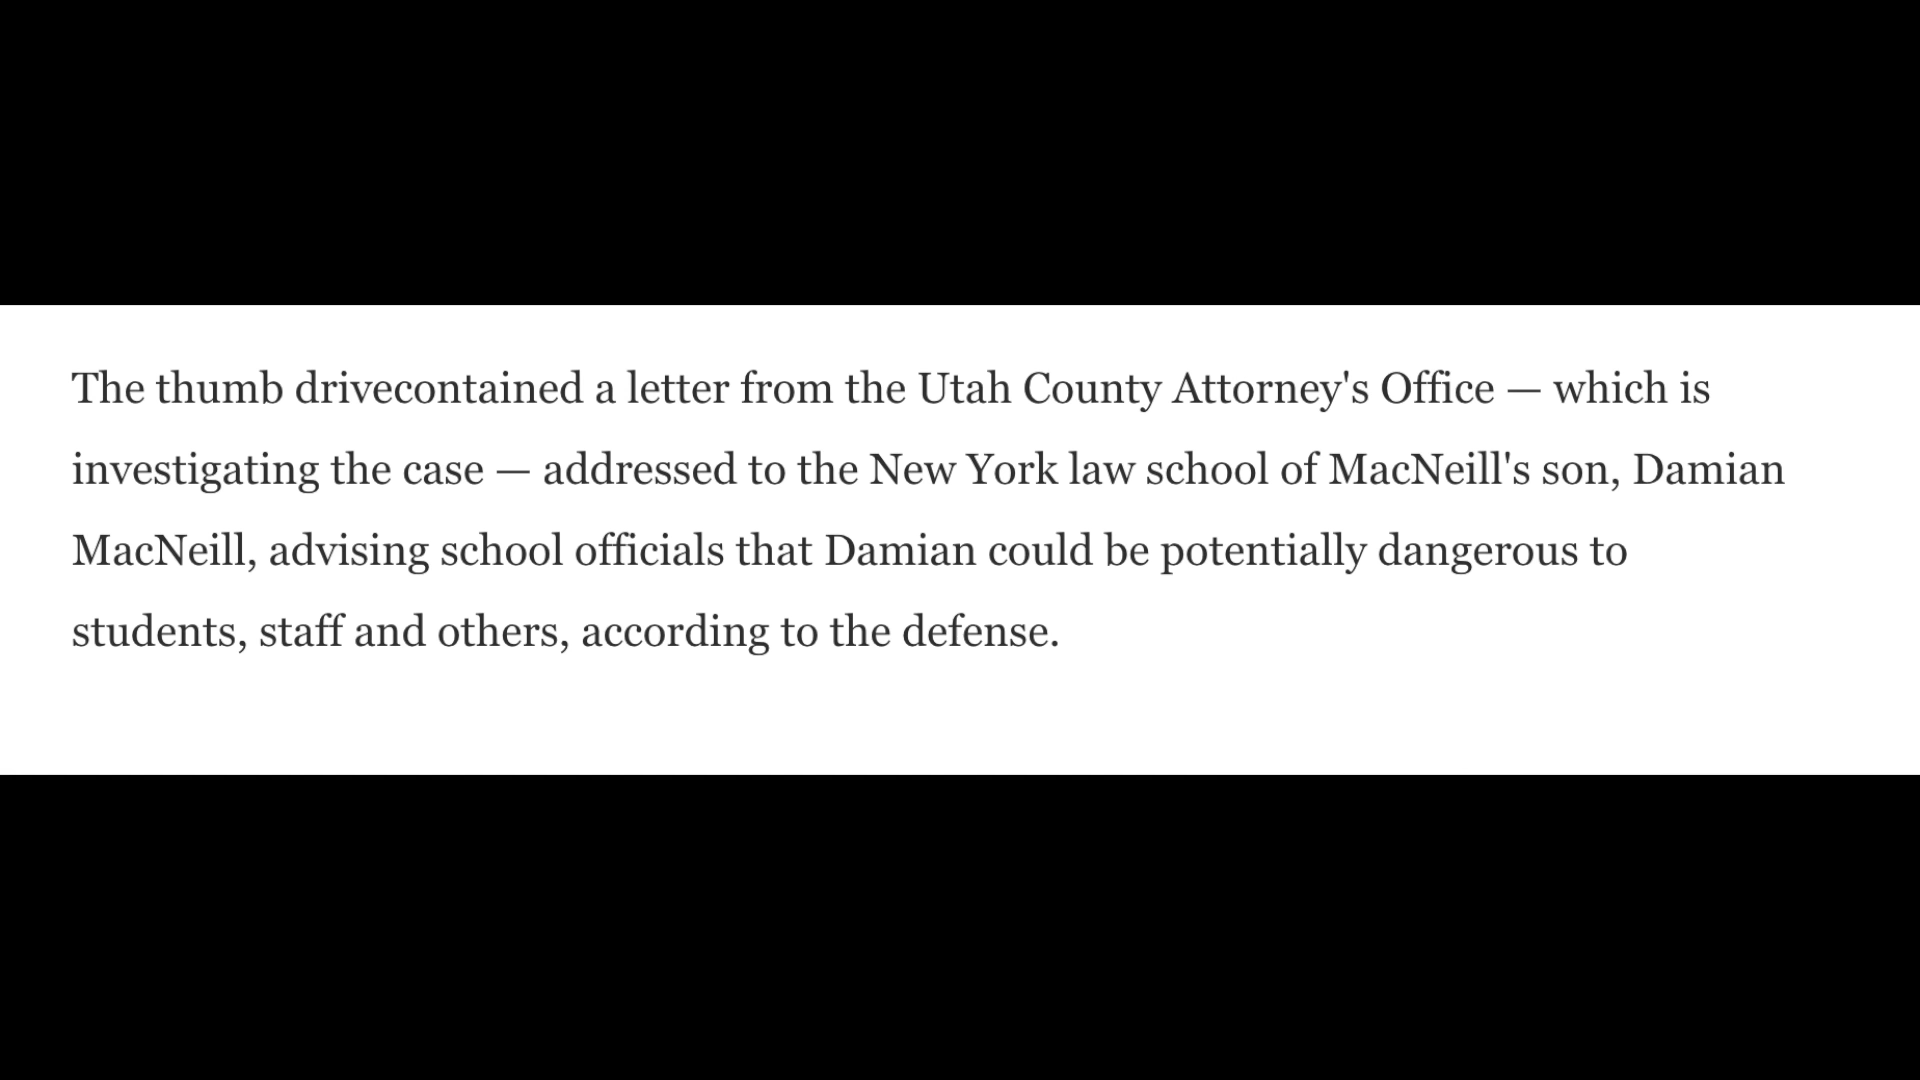 The thumb drivecontained a letter from the Utah County Attorney's Office — which is
investigating the case — addressed to the New York law school of MacNeill's son, Damian
MacNeill, advising school officials that Damian could be potentially dangerous to
students, staff and others, according to the defense.